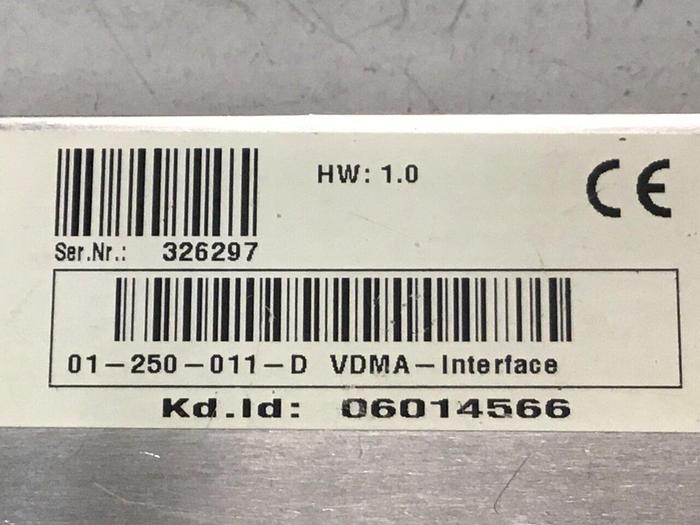 HW: 1.0
CE
Ser.Nr.: 326297
01-250-011-D VDMA-Interface
Kd.Id: 06014566